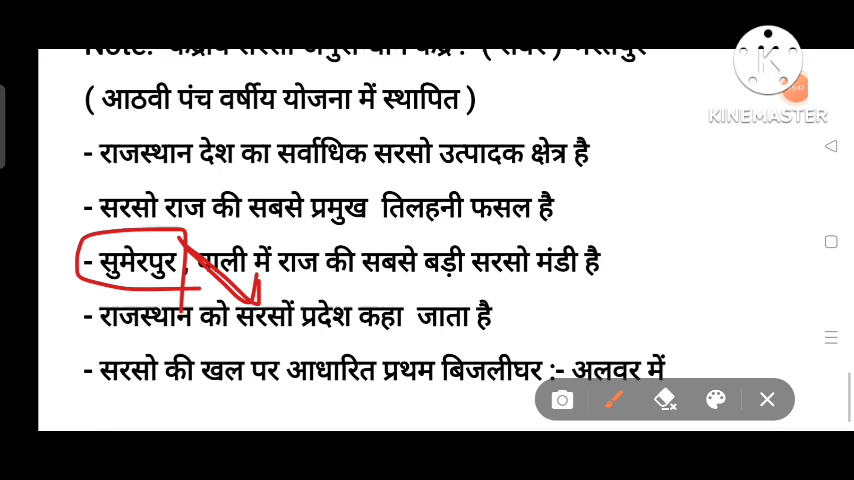 ( आठवी पंच वर्षीय योजना में स्थापित )
KINEMASTER
- राजस्थान देश का सर्वाधिक सरसो उत्पादक क्षेत्र है
- सरसो राज की सबसे प्रमुख तिलहनी फसल है
- सुमेरपुर , पाली में राज की सबसे बड़ी सरसो मंडी है
- राजस्थान को सरसों प्रदेश कहा जाता है
- सरसो की खल पर आधारित प्रथम बिजलीघर :- अलवर में